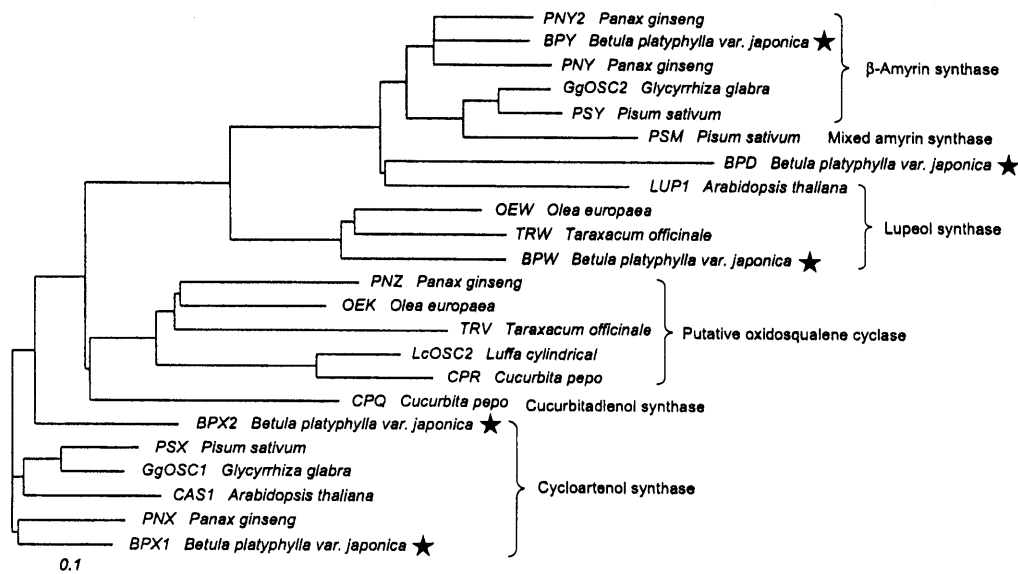 PNY2 Panax ginseng
BPY Betula platyphylla var. japonica ★
PNY Panax ginseng
β-Amyrin synthase
GgOSC2 Glycyrrhiza glabra
PSY Pisum sativum
PSM Pisum sativum Mixed amyrin synthase
BPD Betula platyphylla var. japonica ★
LUP1 Arabidopsis thaliana
OEW Olea europaea
Lupeol synthase
TRW Taraxacum officinale
BPW Betula platyphylla var. japonica ★
PNZ Panax ginseng
OEK Olea europaea
TRV Taraxacum officinale
Putative oxidosqualene cyclase
LcOSC2 Luffa cylindrical
CPR Cucurbita pepo
CPQ Cucurbita pepo Cucurbitadienol synthase
BPX2 Betula platyphylla var. japonica ★
PSX Pisum sativum
GgOSC1 Glycyrrhiza glabra
Cycloartenol synthase
CAS1 Arabidopsis thaliana
PNX Panax ginseng
BPX1 Betula platyphylla var. japonica ★
0.1